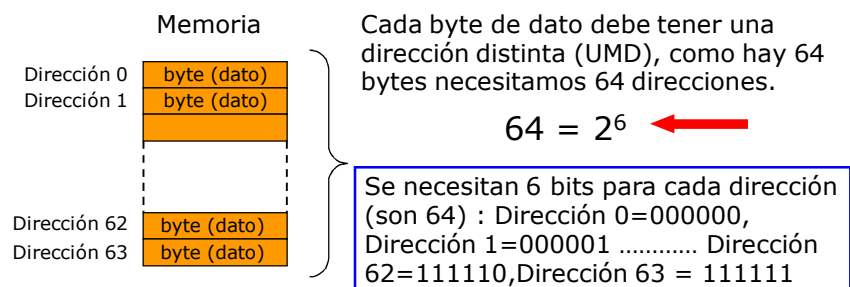 Memoria
Dirección 0
byte (dato)
Dirección 1
byte (dato)
Dirección 62
byte (dato)
Dirección 63
byte (dato)
Cada byte de dato debe tener una
dirección distinta (UMD), como hay 64
bytes necesitamos 64 direcciones.
64 = 2⁶
Se necesitan 6 bits para cada dirección
(son 64) : Dirección 0=000000,
Dirección 1=000001 ………… Dirección
62=111110,Dirección 63 = 111111